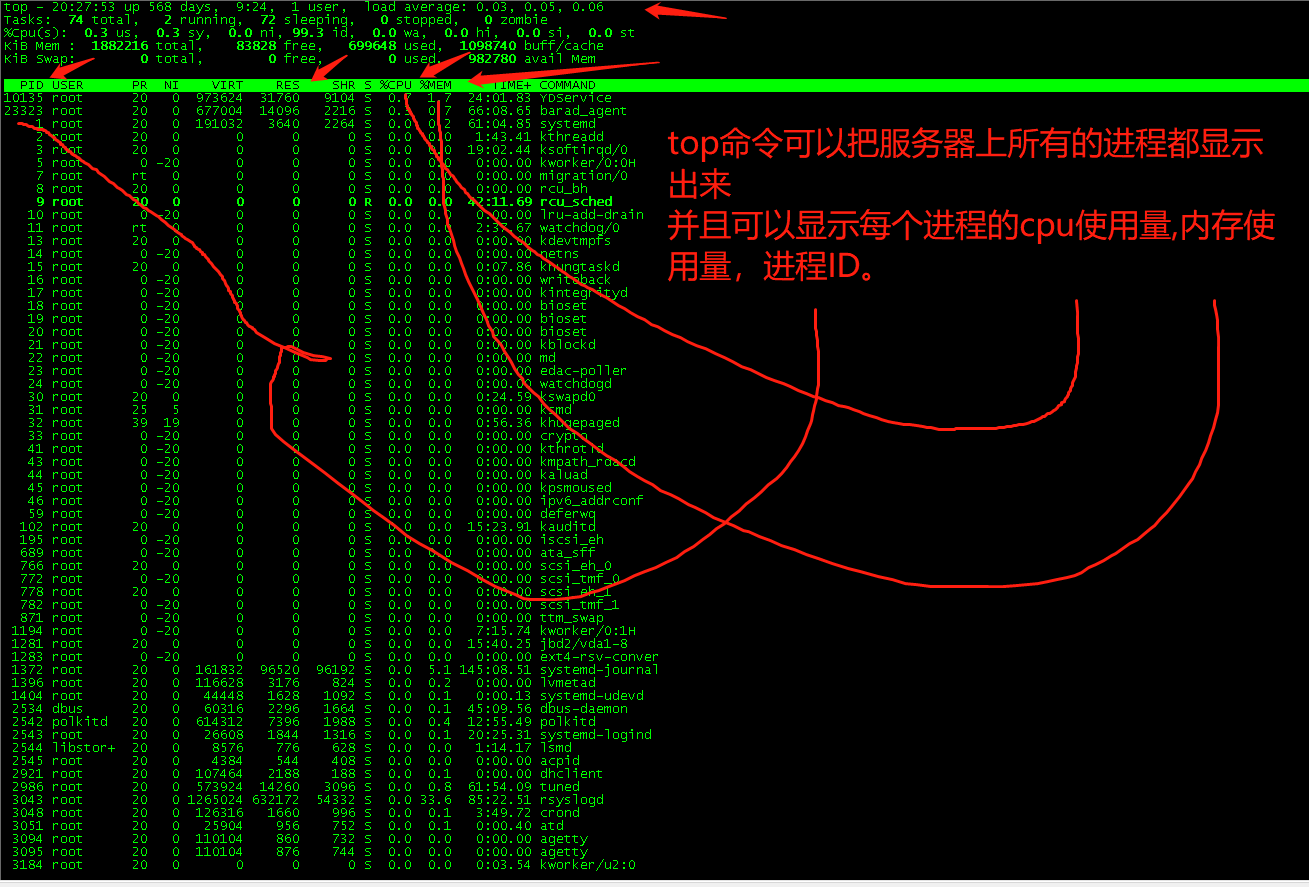 top - 20:27:53 up 568 days,  9:24,  1 user,  load average: 0.03, 0.05, 0.06
Tasks:  74 total,   2 running,  72 sleeping,   0 stopped,   0 zombie
%Cpu(s):  0.3 us,  0.3 sy,  0.0 ni, 99.3 id,  0.0 wa,  0.0 hi,  0.0 si,  0.0 st
KiB Mem :  1882216 total,    83828 free,   699648 used,  1098740 buff/cache
KiB Swap:        0 total,        0 free,        0 used.   982780 avail Mem
PID USER PR NI VIRT RES SHR S %CPU %MEM TIME+ COMMAND
10135 root 20 0 973624 31760 9104 S 1.7 24:01.83 YDService
23323 root 20 0 677004 14096 2216 S 66:08.65 barad_agent
1 root 20 0 191032 3640 2264 S 0.0 61:04.85 systemd
2 root 20 0 0 0 0 S 0.0 1:43.41 kthreadd
3 root 20 0 0 0 0 S 0.0 19:02.44 ksoftirqd/0
5 root 0 -20 0 0 0 S 0.0 0:00.00 kworker/0:0H
7 root rt 0 0 0 0 S 0.0 0.0 0:00.00 migration/0
8 root 20 0 0 0 0 S 0.0 0.0 0:00.00 rcu_bh
9 root 20 0 0 0 0 R 0.0 0.0 42:11.69 rcu_sched
10 root 0 -20 0 0 0 S 0.0 0.0 0:00.00 lru-add-drain
11 root rt 0 0 0 0 S 0.0 0.0 watchdog/0
13 root 20 0 0 0 0 S 0.0 0.0 0:00.00 kdevtmpfs
14 root 0 -20 0 0 0 S 0.0 0.0 0:00.00 netns
15 root 20 0 0 0 0 S 0.0 0.0 0:07.86 khungtaskd
16 root 0 -20 0 0 0 S 0.0 0.0 0:00.00 writeback
17 root 0 -20 0 0 0 S 0.0 0.0 0:00.00 kintegrityd
18 root 0 -20 0 0 0 S 0.0 0.0 0:00.00 bioset
19 root 0 -20 0 0 0 S 0.0 0.0 0:00.00 bioset
20 root 0 -20 0 0 0 S 0.0 0.0 0:00.00 bioset
21 root 0 -20 0 0 0 S 0.0 0.0 0:00.00 kblockd
22 root 0 -20 0 0 0 S 0.0 0.0 0:00.00 md
23 root 0 -20 0 0 0 S 0.0 0.0 0:00.00 edac-poller
24 root 0 -20 0 0 0 S 0.0 0.0 0:00.00 watchdogd
30 root 20 0 0 0 0 S 0.0 0.0 0:24.59 kswapd0
31 root 25 5 0 0 0 S 0.0 0.0 0:00.00 ksmd
32 root 39 19 0 0 0 S 0.0 0.0 0:56.36 khugepaged
33 root 0 -20 0 0 0 S 0.0 0.0 0:00.00 crypto
41 root 0 -20 0 0 0 S 0.0 0.0 0:00.00 kthrotld
43 root 0 -20 0 0 0 S 0.0 0.0 0:00.00 kmpath_rdacd
44 root 0 -20 0 0 0 S 0.0 0.0 0:00.00 kaluad
45 root 0 -20 0 0 0 S 0.0 0.0 0:00.00 kpsmoused
46 root 0 -20 0 0 0 S 0.0 0.0 0:00.00 ipv6_addrconf
59 root 0 -20 0 0 0 S 0.0 0.0 0:00.00 deferwq
102 root 20 0 0 0 0 S 0.0 0.0 15:23.91 kauditd
195 root 0 -20 0 0 0 S 0.0 0.0 0:00.00 iscsi_eh
689 root 0 -20 0 0 0 S 0.0 0.0 0:00.00 ata_sff
766 root 20 0 0 0 0 S 0.0 0.0 0:00.00 scsi_eh_0
772 root 0 -20 0 0 0 S 0.0 0.0 0:00.00 scsi_tmf_0
778 root 20 0 0 0 0 S 0.0 0.0 0:00.00 scsi_eh_1
782 root 0 -20 0 0 0 S 0.0 0.0 0:00.00 scsi_tmf_1
871 root 0 -20 0 0 0 S 0.0 0.0 0:00.00 ttm_swap
1194 root 0 -20 0 0 0 S 0.0 0.0 7:15.74 kworker/0:1H
1281 root 20 0 0 0 0 S 0.0 0.0 15:40.25 jbd2/vda1-8
1283 root 0 -20 0 0 0 S 0.0 0.0 0:00.00 ext4-rsv-conver
1372 root 20 0 161832 96520 96192 S 0.0 5.1 145:08.51 systemd-journal
1396 root 20 0 116628 3176 824 S 0.0 0.2 0:00.00 lvmetad
1404 root 20 0 44448 1628 1092 S 0.0 0.1 0:00.13 systemd-udevd
2534 dbus 20 0 60316 2296 1664 S 0.0 0.1 45:09.56 dbus-daemon
2542 polkitd 20 0 614312 7396 1988 S 0.0 0.4 12:55.49 polkitd
2543 root 20 0 26608 1844 1316 S 0.0 0.1 20:25.31 systemd-logind
2544 libstor+ 20 0 8576 776 628 S 0.0 0.0 1:14.17 lsmd
2545 root 20 0 4384 544 408 S 0.0 0.0 0:00.00 acpid
2921 root 20 0 107464 2188 188 S 0.0 0.1 0:00.00 dhclient
2986 root 20 0 573924 14260 3096 S 0.0 0.8 61:54.09 tuned
3043 root 20 0 1265024 632172 54332 S 0.0 33.6 85:22.51 rsyslogd
3048 root 20 0 126316 1660 996 S 0.0 0.1 3:49.72 crond
3051 root 20 0 25904 956 752 S 0.0 0.1 0:00.40 atd
3094 root 20 0 110104 860 732 S 0.0 0.0 0:00.00 agetty
3095 root 20 0 110104 876 744 S 0.0 0.0 0:00.00 agetty
3184 root 20 0 0 0 0 S 0.0 0.0 0:03.54 kworker/u2:0
top命令可以把服务器上所有的进程都显示
出来
并且可以显示每个进程的cpu使用量,内存使
用量，进程ID。